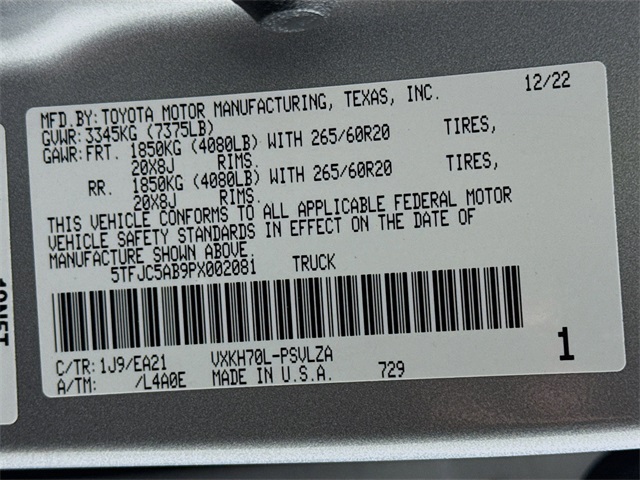 MFD.BY: TOYOTA MOTOR MANUFACTURING, TEXAS, INC. 12/22
GVWR: 3345KG (7375LB)
GAWR: FRT. 1850KG (4080LB) WITH 265/60R20 TIRES,
20X8J RIMS.
RR. 1850KG (4080LB) WITH 265/60R20 TIRES,
20X8J RIMS.
THIS VEHICLE CONFORMS TO ALL APPLICABLE FEDERAL MOTOR
VEHICLE SAFETY STANDARDS IN EFFECT ON THE DATE OF
MANUFACTURE SHOWN ABOVE.
5TFJC5AB9PX002081 TRUCK
C/TR: 1J9/EA21 VXKH70L-PSVLZA 1
A/TM: /L4A0E MADE IN U.S.A. 729